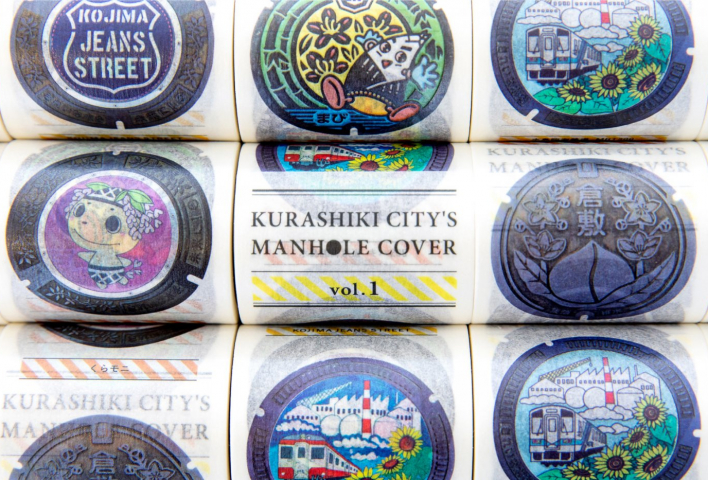 KOJIMA
JEANS
STREET
まび
KURASHIKI CITY'S
MANHOLE COVER
vol.1
KURASHIKI CITY'S
MANHOLE COVER
倉
敷
KOJIMA JEANS STREET
くらモニ
KURASHIKI CITY'S
MANHOLE COVER
倉